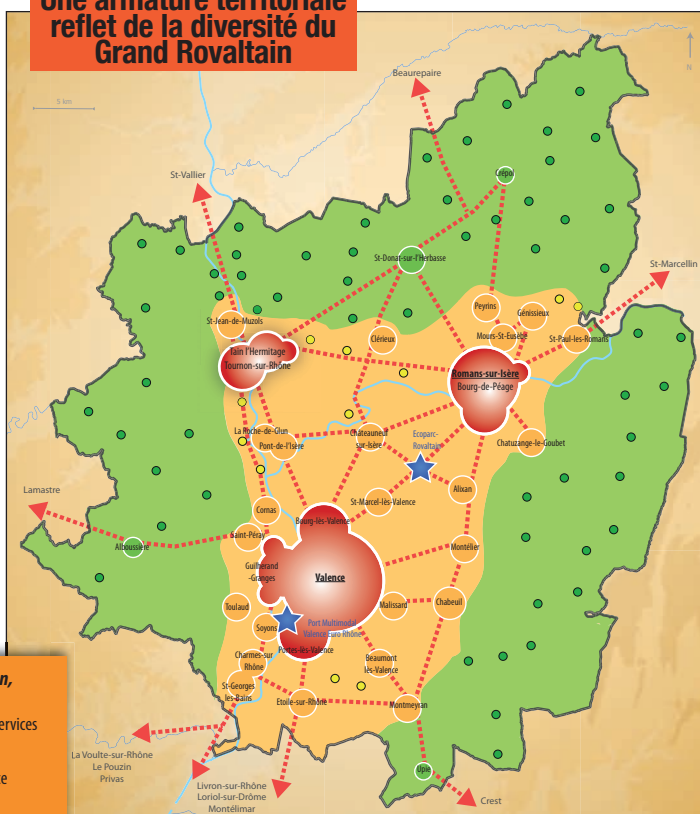 Une armature territoriale
reflet de la diversité du
Grand Rovaltain
N
5 km
Beaurepaire
St-Vallier
Crépol
St-Donat-sur-l'Herbasse
St-Marcellin
Peyrins
Génissieux
St-Jean-de-Muzols
Clérieux
Mours-St-Eusèbe
St-Paul-les-Romans
Tain l'Hermitage
Tournon-sur-Rhône
Romans-sur-Isère
Bourg-de-Péage
La Roche-de-Glun
Pont-de-l'Isère
Châteauneuf
sur-Isère
Ecoparc-
Rovaltain
Chatuzange-le-Goubet
Lamastre
Cornas
St-Marcel-lès-Valence
Alixan
Bourg-lès-Valence
Saint-Péray
Alboussière
Montélier
Guilherand
-Granges
Valence
Toulaud
Malissard
Chabeuil
Soyons
Port Multimodal
Valence Euro Rhône
Portes-lès-Valence
Charmes-sur
Rhône
Beaumont
lès-Valence
St-Georges
les-Bains
Etoile-sur-Rhône
Montmeyran
n,
ervices
te
La Voulte-sur-Rhône
Le Pouzin
Privas
Upie
Livron-sur-Rhône
Loriol-sur-Drôme
Montélimar
Crest